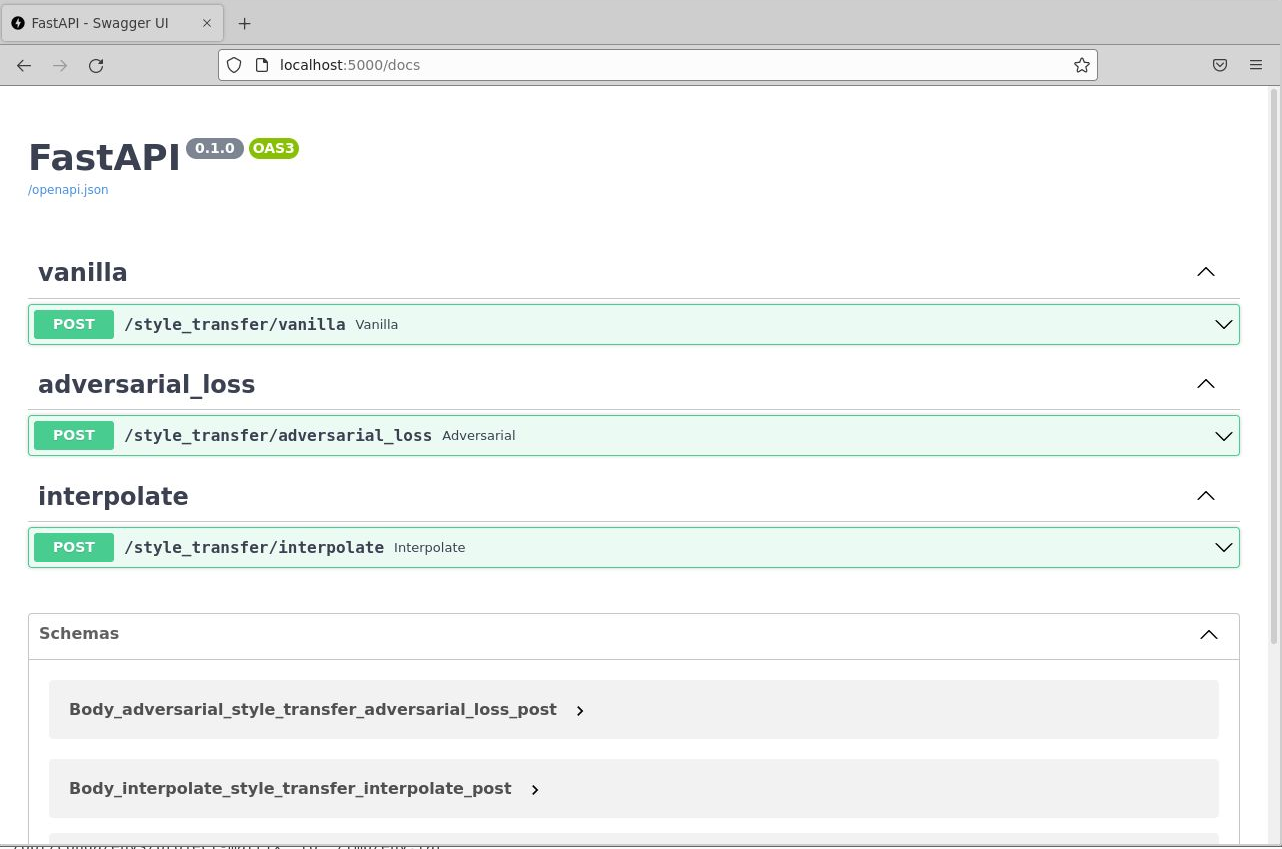 FastAPI - Swagger UI
localhost:5000/docs
FastAPI 0.1.0 OAS3
/openapi.json
vanilla
POST /style_transfer/vanilla Vanilla
adversarial_loss
POST /style_transfer/adversarial_loss Adversarial
interpolate
POST /style_transfer/interpolate Interpolate
Schemas
Body_adversarial_style_transfer_adversarial_loss_post
Body_interpolate_style_transfer_interpolate_post